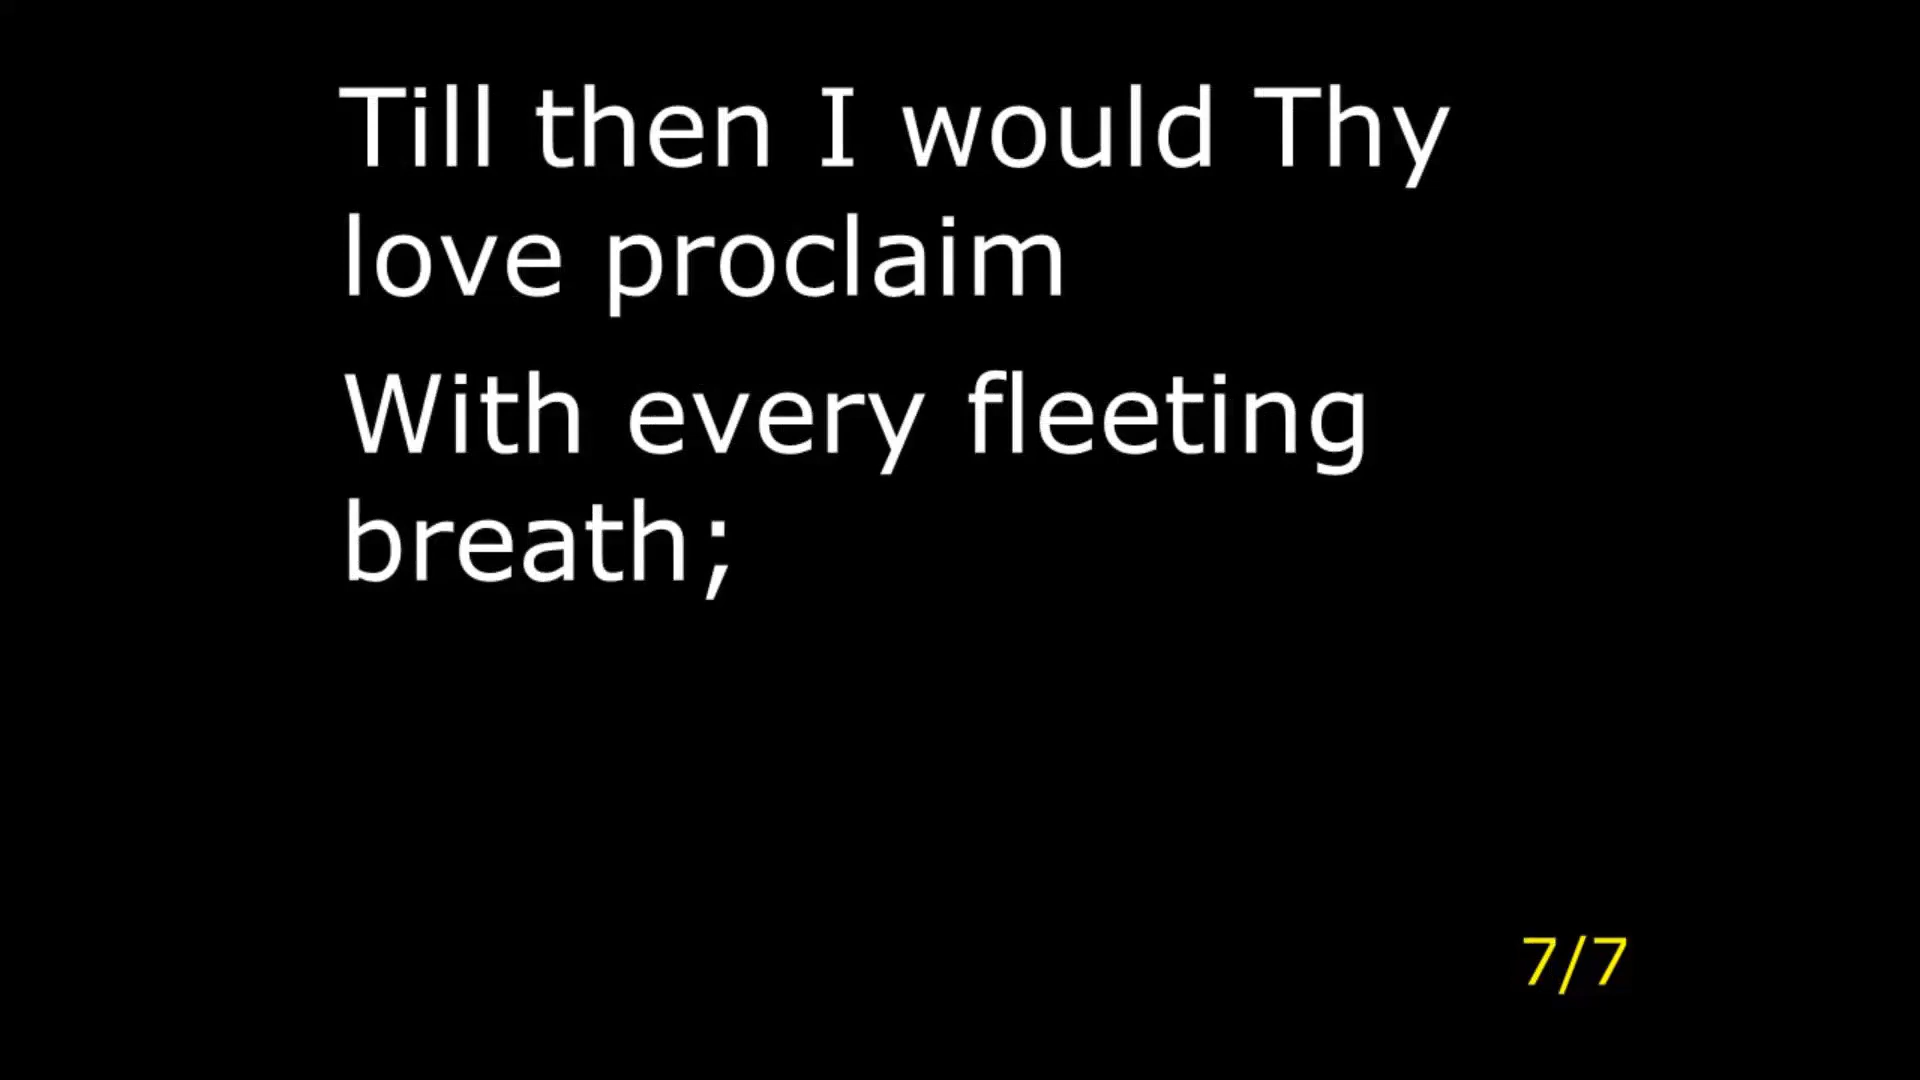 Till then I would Thy
love proclaim
With every fleeting
breath;
7/7